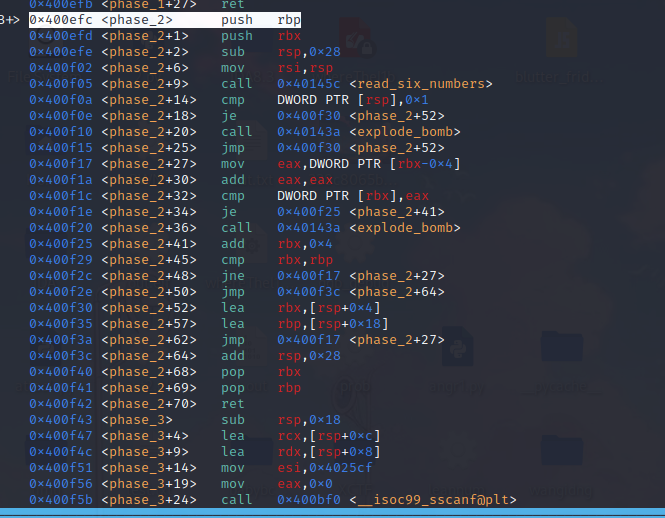 0×400efb <phase_1+27> ret
3+> 0×400efc <phase_2> push rbp
0×400efd <phase_2+1> push rbx
0×400efe <phase_2+2> sub rsp,0×28
0×400f02 <phase_2+6> mov rsi,rsp
0×400f05 <phase_2+9> call 0×40145c <read_six_numbers>
0×400f0a <phase_2+14> cmp DWORD PTR [rsp],0×1
0×400f0e <phase_2+18> je 0×400f30 <phase_2+52>
0×400f10 <phase_2+20> call 0×40143a <explode_bomb>
0×400f15 <phase_2+25> jmp 0×400f30 <phase_2+52>
0×400f17 <phase_2+27> mov eax,DWORD PTR [rbx-0×4]
0×400f1a <phase_2+30> add eax,eax
0×400f1c <phase_2+32> cmp DWORD PTR [rbx],eax
0×400f1e <phase_2+34> je 0×400f25 <phase_2+41>
0×400f20 <phase_2+36> call 0×40143a <explode_bomb>
0×400f25 <phase_2+41> add rbx,0×4
0×400f29 <phase_2+45> cmp rbx,rbp
0×400f2c <phase_2+48> jne 0×400f17 <phase_2+27>
0×400f2e <phase_2+50> jmp 0×400f3c <phase_2+64>
0×400f30 <phase_2+52> lea rbx,[rsp+0×4]
0×400f35 <phase_2+57> lea rbp,[rsp+0×18]
0×400f3a <phase_2+62> jmp 0×400f17 <phase_2+27>
0×400f3c <phase_2+64> add rsp,0×28
0×400f40 <phase_2+68> pop rbx
0×400f41 <phase_2+69> pop rbp
0×400f42 <phase_2+70> ret
0×400f43 <phase_3> sub rsp,0×18
0×400f47 <phase_3+4> lea rcx,[rsp+0×c]
0×400f4c <phase_3+9> lea rdx,[rsp+0×8]
0×400f51 <phase_3+14> mov esi,0×4025cf
0×400f56 <phase_3+19> mov eax,0×0
0×400f5b <phase_3+24> call 0×400bf0 <__isoc99_sscanf@plt>